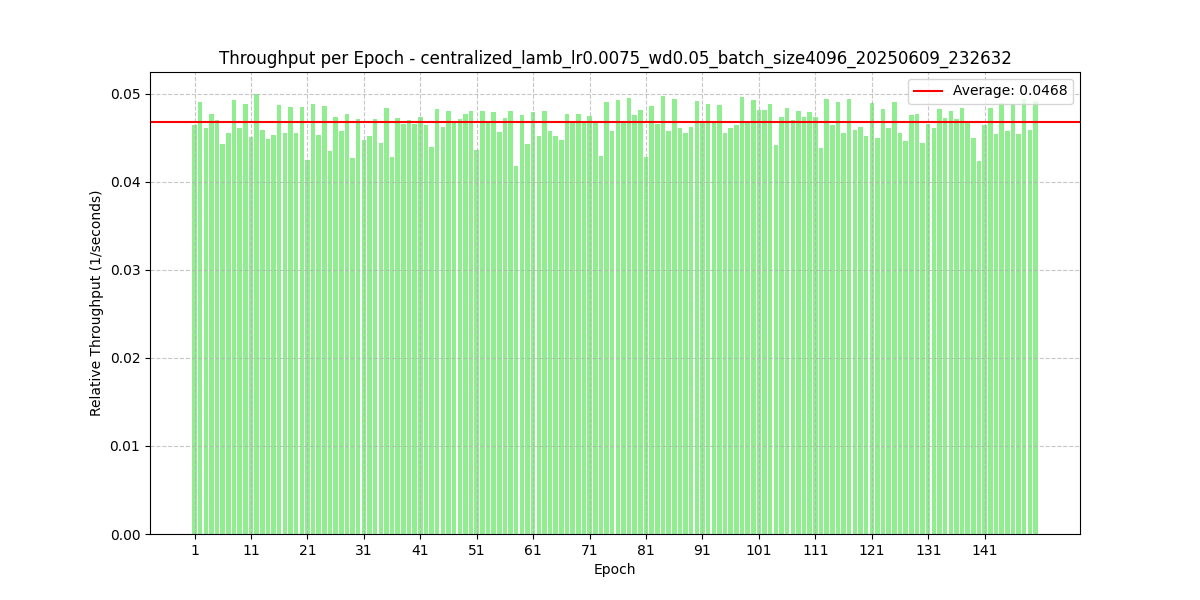 Throughput per Epoch - centralized_lamb_lr0.0075_wd0.05_batch_size4096_20250609_232632
Average: 0.0468
Relative Throughput (1/seconds)
0.05
0.04
0.03
0.02
0.01
0.00
1 11 21 31 41 51 61 71 81 91 101 111 121 131 141
Epoch